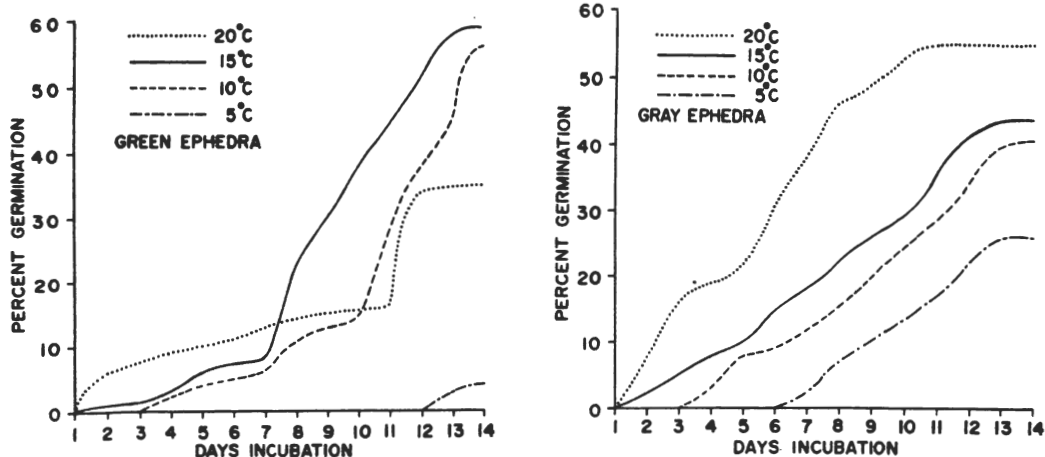 60
50
40
30
20
10
0
PERCENT GERMINATION
20°C
15°C
10°C
5°C
GREEN EPHEDRA
1 2 3 4 5 6 7 8 9 10 11 12 13 14
DAYS INCUBATION
60
50
40
30
20
10
0
PERCENT GERMINATION
20°C
15°C
10°C
5°C
GRAY EPHEDRA
1 2 3 4 5 6 7 8 9 10 11 12 13 14
DAYS INCUBATION